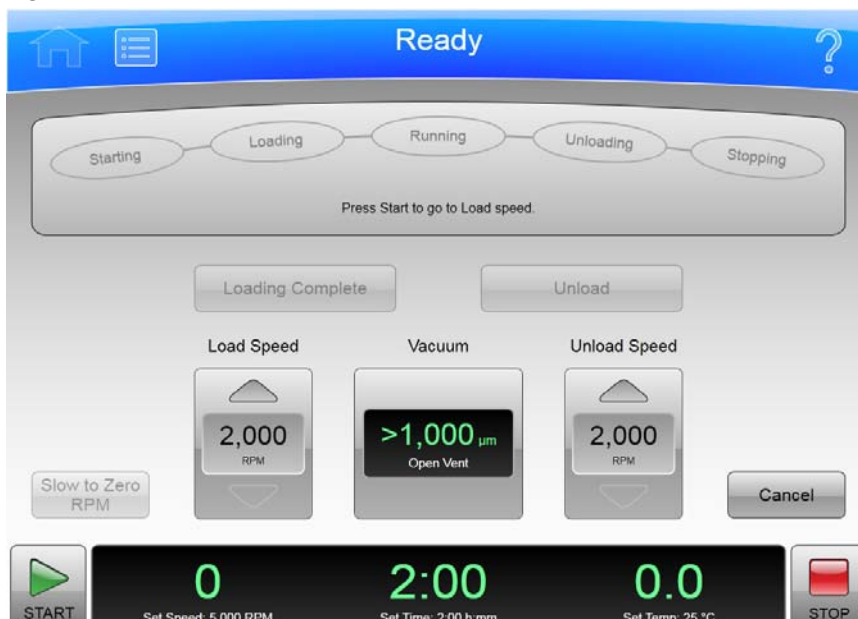 Ready
?
Starting
Loading
Running
Unloading
Stopping
Press Start to go to Load speed.
Loading Complete
Unload
Load Speed
Vacuum
Unload Speed
2,000
RPM
>1,000 µm
Open Vent
2,000
RPM
Slow to Zero
RPM
Cancel
START
0
2:00
0.0
STOP
Set Speed: 5,000 RPM
Set Time: 2:00 h:mm
Set Temp: 25 °C